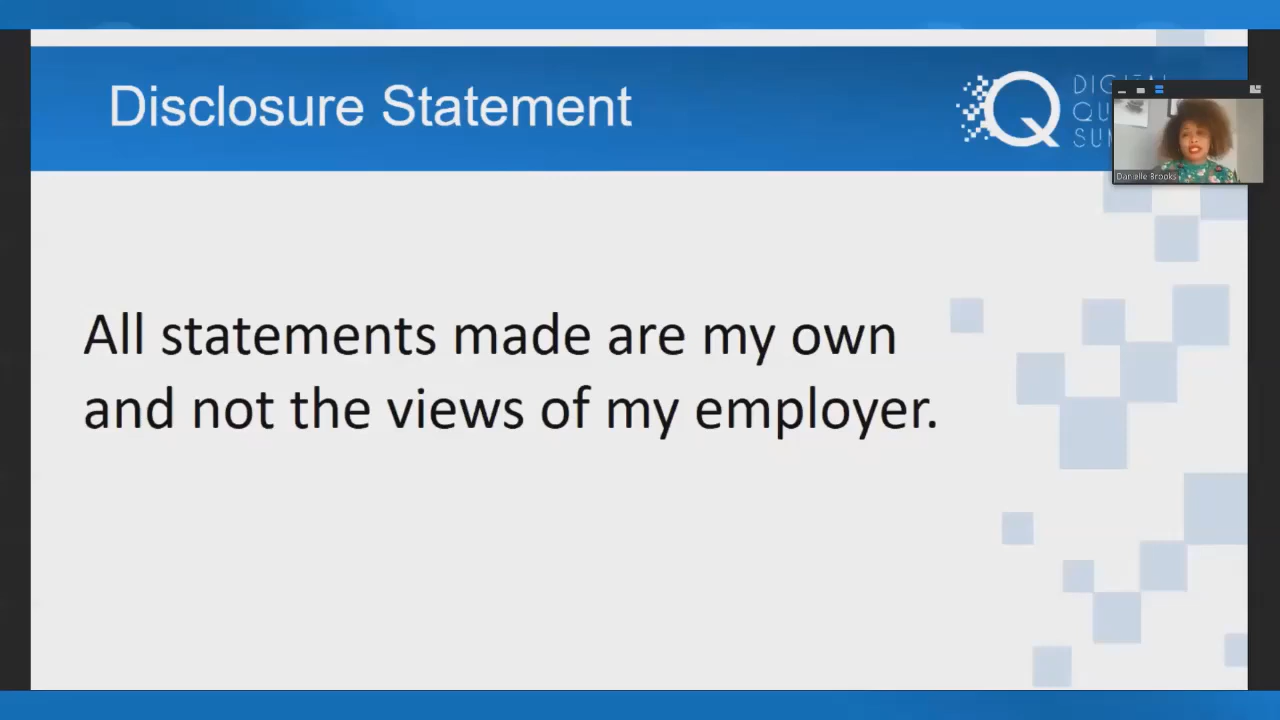 Disclosure Statement
Danielle Brooks
All statements made are my own
and not the views of my employer.